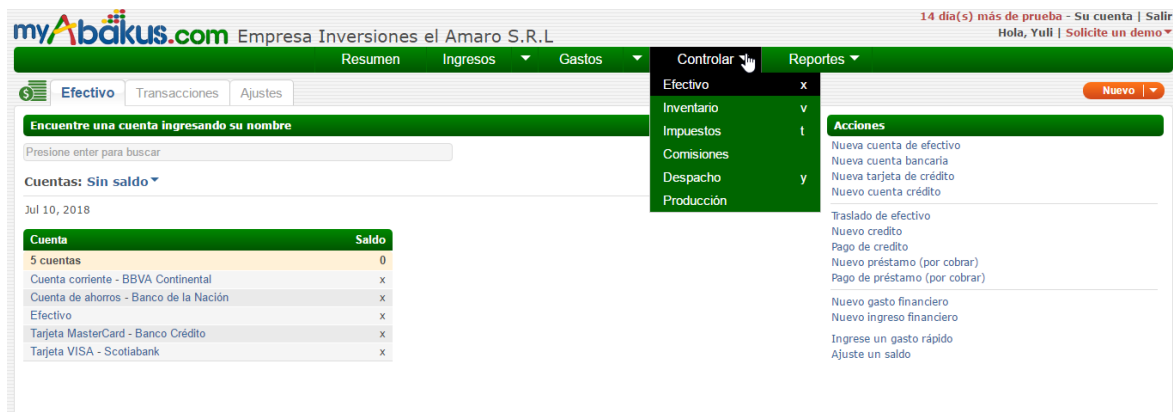 14 día(s) más de prueba - Su cuenta | Salir
myAbakus.com Empresa Inversiones el Amaro S.R.L
Hola, Yuli | Solicite un demo
Resumen Ingresos Gastos Controlar Reportes
Efectivo Transacciones Ajustes
Nuevo
Efectivo x
Inventario v
Impuestos t
Comisiones
Despacho y
Producción
Encuentre una cuenta ingresando su nombre
Presione enter para buscar
Cuentas: Sin saldo
Jul 10, 2018
Cuenta Saldo
5 cuentas 0
Cuenta corriente - BBVA Continental x
Cuenta de ahorros - Banco de la Nación x
Efectivo x
Tarjeta MasterCard - Banco Crédito x
Tarjeta VISA - Scotiabank x
Acciones
Nueva cuenta de efectivo
Nueva cuenta bancaria
Nueva tarjeta de crédito
Nuevo cuenta crédito
Traslado de efectivo
Nuevo credito
Pago de credito
Nuevo préstamo (por cobrar)
Pago de préstamo (por cobrar)
Nuevo gasto financiero
Nuevo ingreso financiero
Ingrese un gasto rápido
Ajuste un saldo